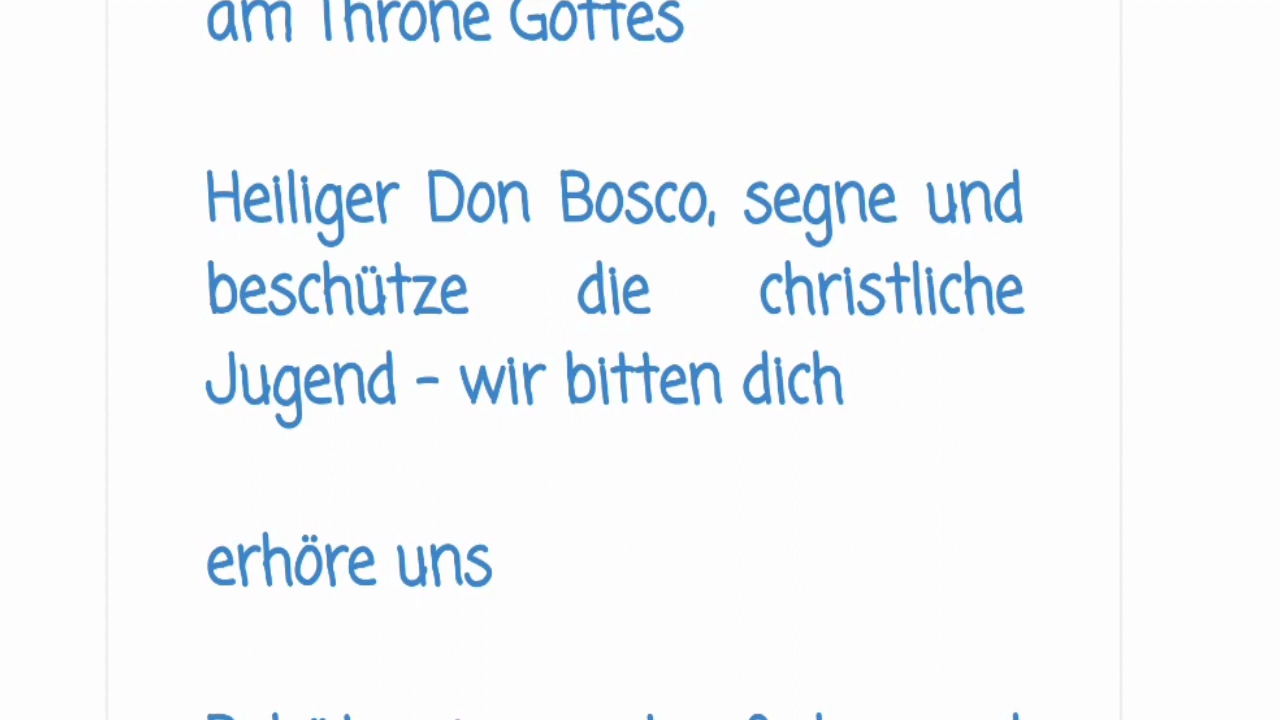 am Throne Gottes
Heiliger Don Bosco, segne und
beschütze die christliche
Jugend - wir bitten dich
erhöre uns